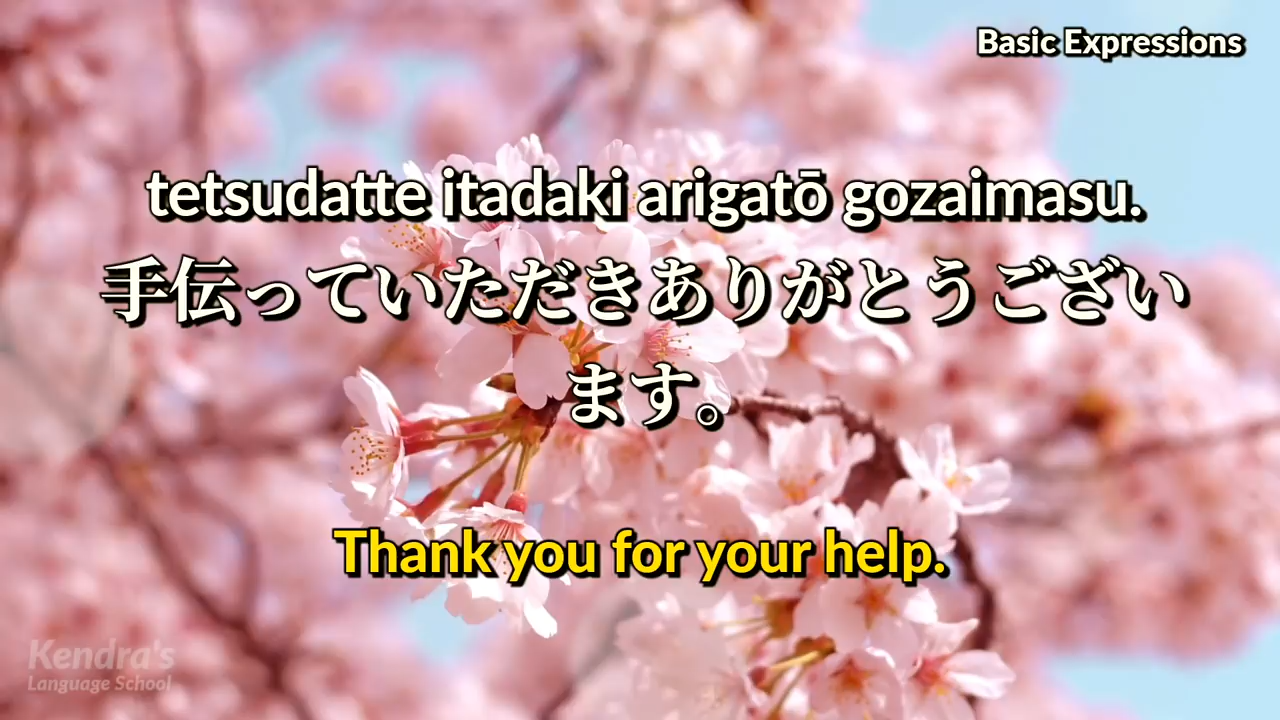 Basic Expressions
tetsudatte itadaki arigatō gozaimasu.
手伝っていただきありがとうござい
ます。
Thank you for your help.
Kendra's
Language School